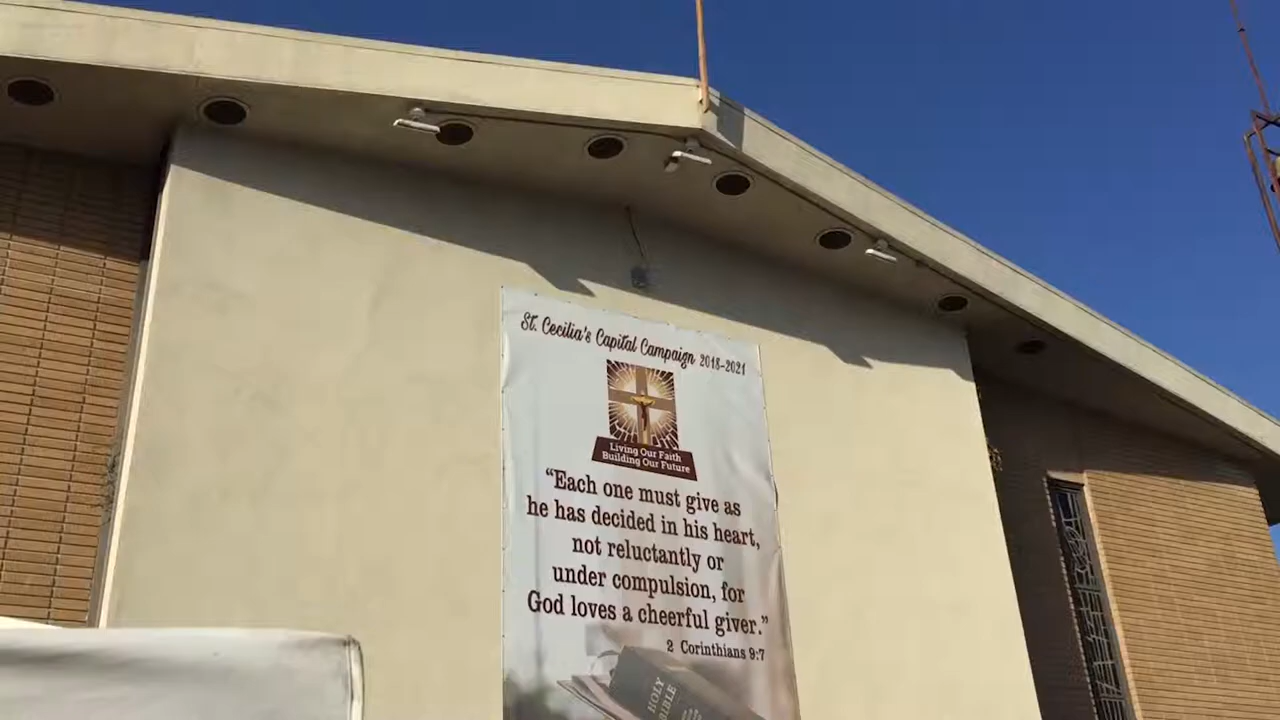 St. Cecilia's Capital Campaign 2018-2021
Living Our Faith
Building Our Future
“Each one must give as
he has decided in his heart,
not reluctantly or
under compulsion, for
God loves a cheerful giver.”
2 Corinthians 9:7
HOLY
BIBLE